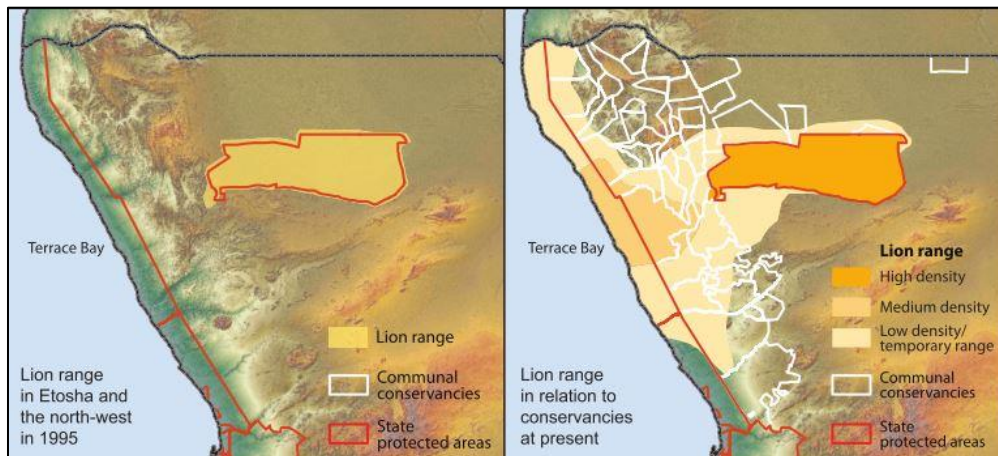 Terrace Bay
Lion range
in Etosha and
the north-west
in 1995
Lion range
Communal
conservancies
State
protected areas
Terrace Bay
Lion range
in relation to
conservancies
at present
Lion range
High density
Medium density
Low density/
temporary range
Communal
conservancies
State
protected areas